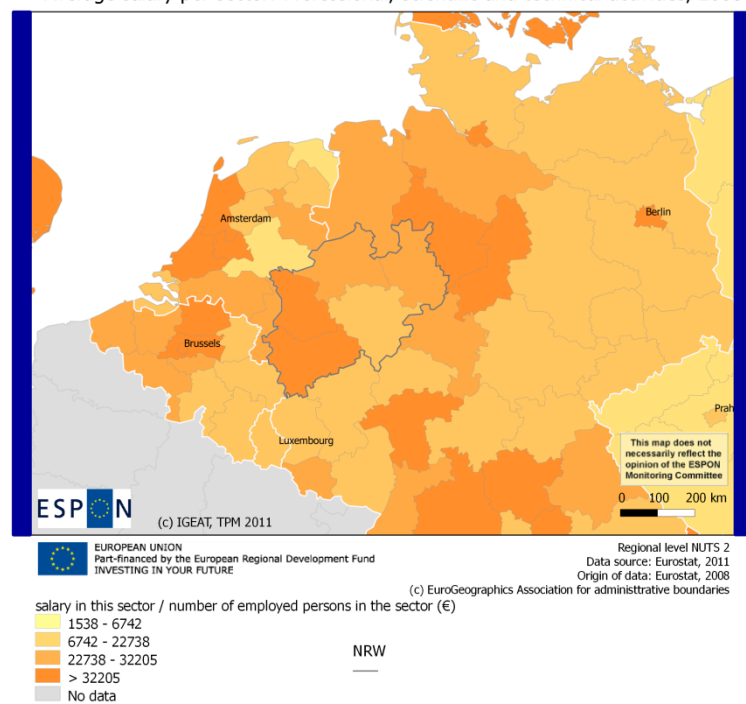 Amsterdam
Berlin
Brussels
Prah
Luxembourg
This map does not
necessarily reflect the
opinion of the ESPON
Monitoring Committee
0 100 200 km
ESPON
(c) IGEAT, TPM 2011
EUROPEAN UNION
Part-financed by the European Regional Development Fund
INVESTING IN YOUR FUTURE
Regional level NUTS 2
Data source: Eurostat, 2011
Origin of data: Eurostat, 2008
(c) EuroGeographics Association for administrative boundaries
salary in this sector / number of employed persons in the sector (€)
1538 - 6742
6742 - 22738
22738 - 32205
> 32205
No data
NRW